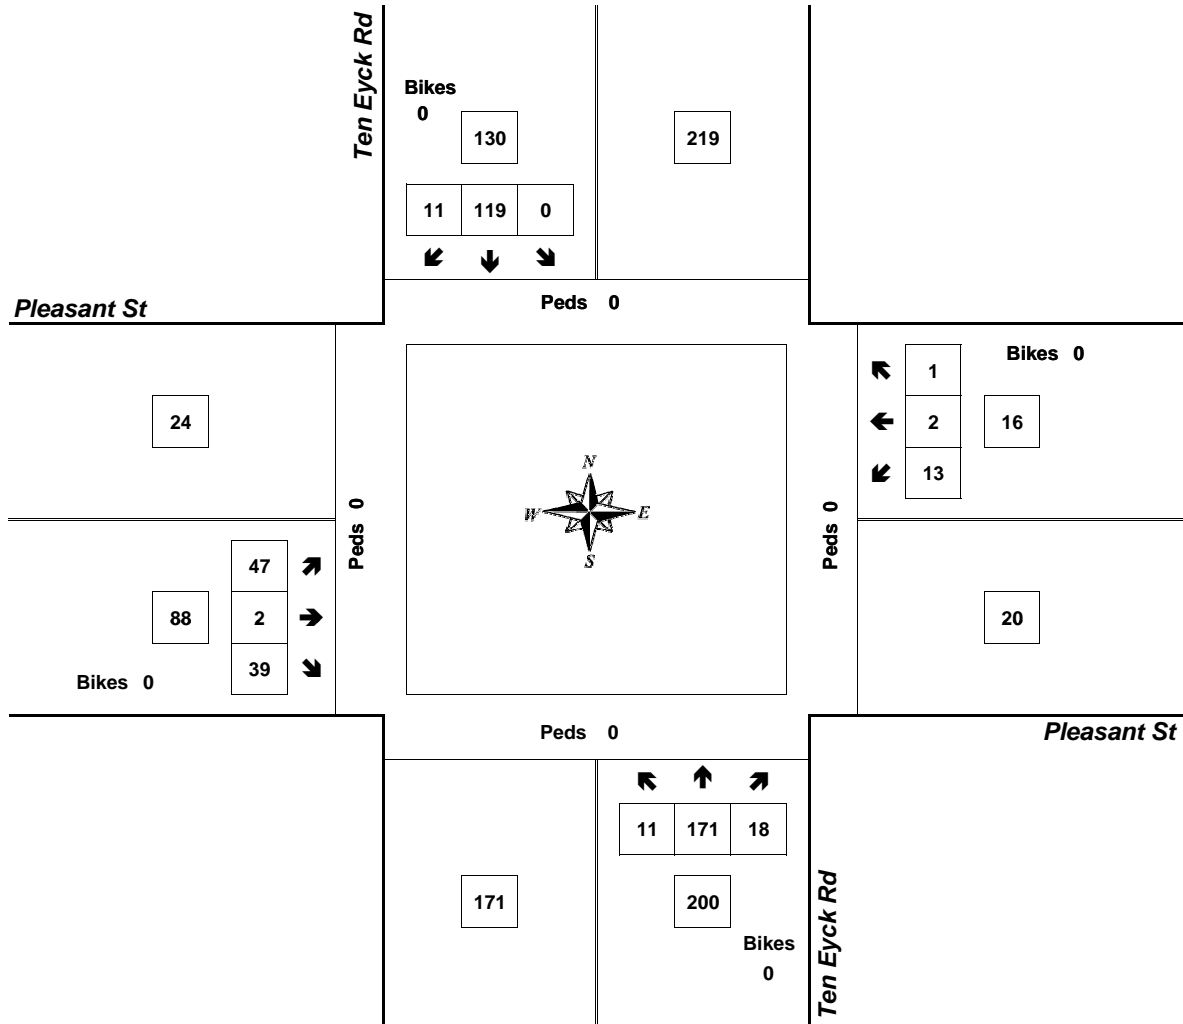 Ten Eyck Rd
Bikes
0
130
219
11 119 0
Peds 0
Pleasant St
Bikes 0
1
24
2 16
13
N
W E
S
Peds 0
Peds 0
47
88 2
20
39
Bikes 0
Peds 0
Pleasant St
11 171 18
171
200
Bikes
0
Ten Eyck Rd